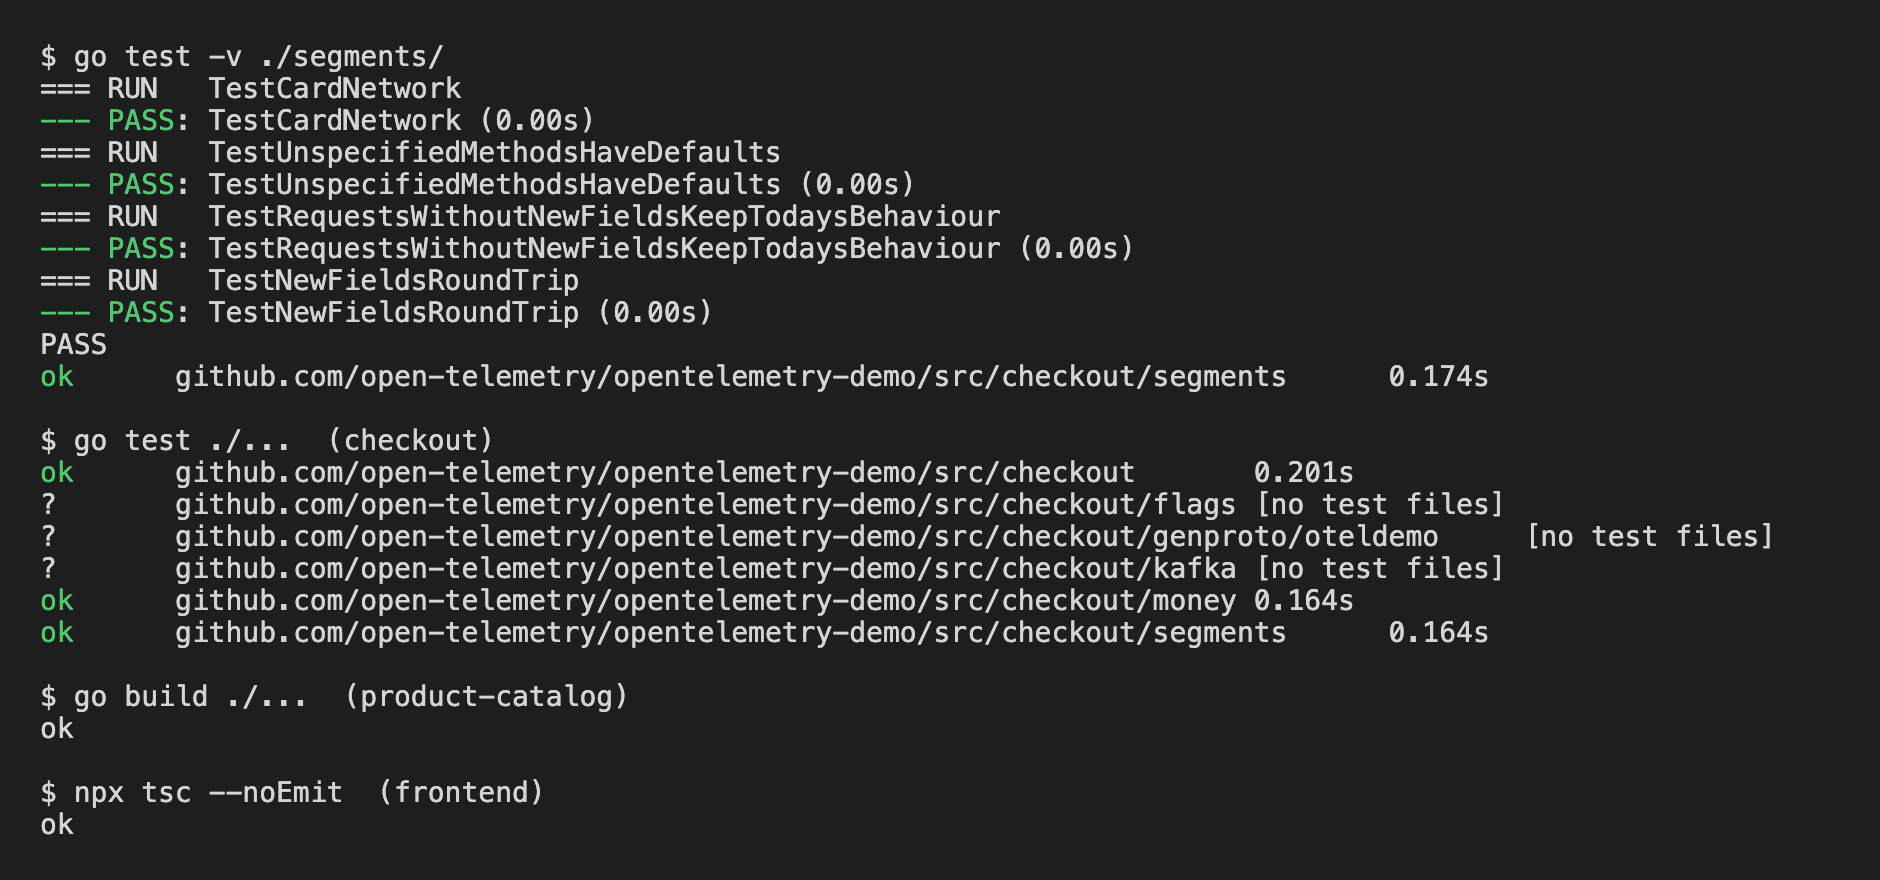 $ go test -v ./segments/
=== RUN   TestCardNetwork
--- PASS: TestCardNetwork (0.00s)
=== RUN   TestUnspecifiedMethodsHaveDefaults
--- PASS: TestUnspecifiedMethodsHaveDefaults (0.00s)
=== RUN   TestRequestsWithoutNewFieldsKeepTodaysBehaviour
--- PASS: TestRequestsWithoutNewFieldsKeepTodaysBehaviour (0.00s)
=== RUN   TestNewFieldsRoundTrip
--- PASS: TestNewFieldsRoundTrip (0.00s)
PASS
ok      github.com/open-telemetry/opentelemetry-demo/src/checkout/segments      0.174s

$ go test ./...  (checkout)
ok      github.com/open-telemetry/opentelemetry-demo/src/checkout       0.201s
?       github.com/open-telemetry/opentelemetry-demo/src/checkout/flags [no test files]
?       github.com/open-telemetry/opentelemetry-demo/src/checkout/genproto/oteldemo     [no test files]
?       github.com/open-telemetry/opentelemetry-demo/src/checkout/kafka [no test files]
ok      github.com/open-telemetry/opentelemetry-demo/src/checkout/money 0.164s
ok      github.com/open-telemetry/opentelemetry-demo/src/checkout/segments      0.164s

$ go build ./...  (product-catalog)
ok

$ npx tsc --noEmit  (frontend)
ok